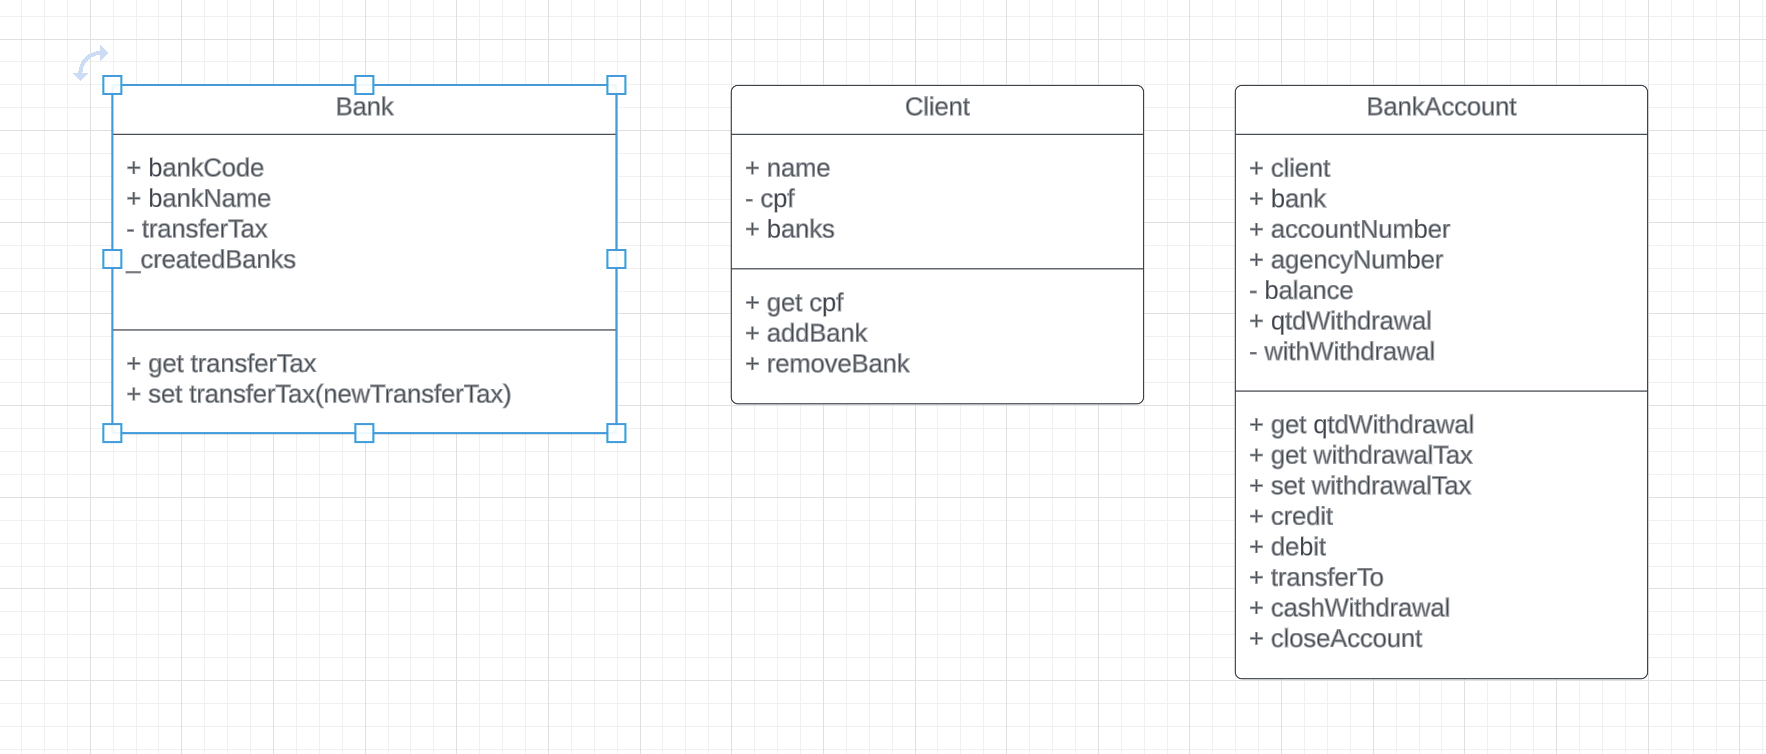 Bank
+ bankCode
+ bankName
- transferTax
_createdBanks
+ get transferTax
+ set transferTax(newTransferTax)
Client
+ name
- cpf
+ banks
+ get cpf
+ addBank
+ removeBank
BankAccount
+ client
+ bank
+ accountNumber
+ agencyNumber
- balance
+ qtdWithdrawal
- withWithdrawal
+ get qtdWithdrawal
+ get withdrawalTax
+ set withdrawalTax
+ credit
+ debit
+ transferTo
+ cashWithdrawal
+ closeAccount